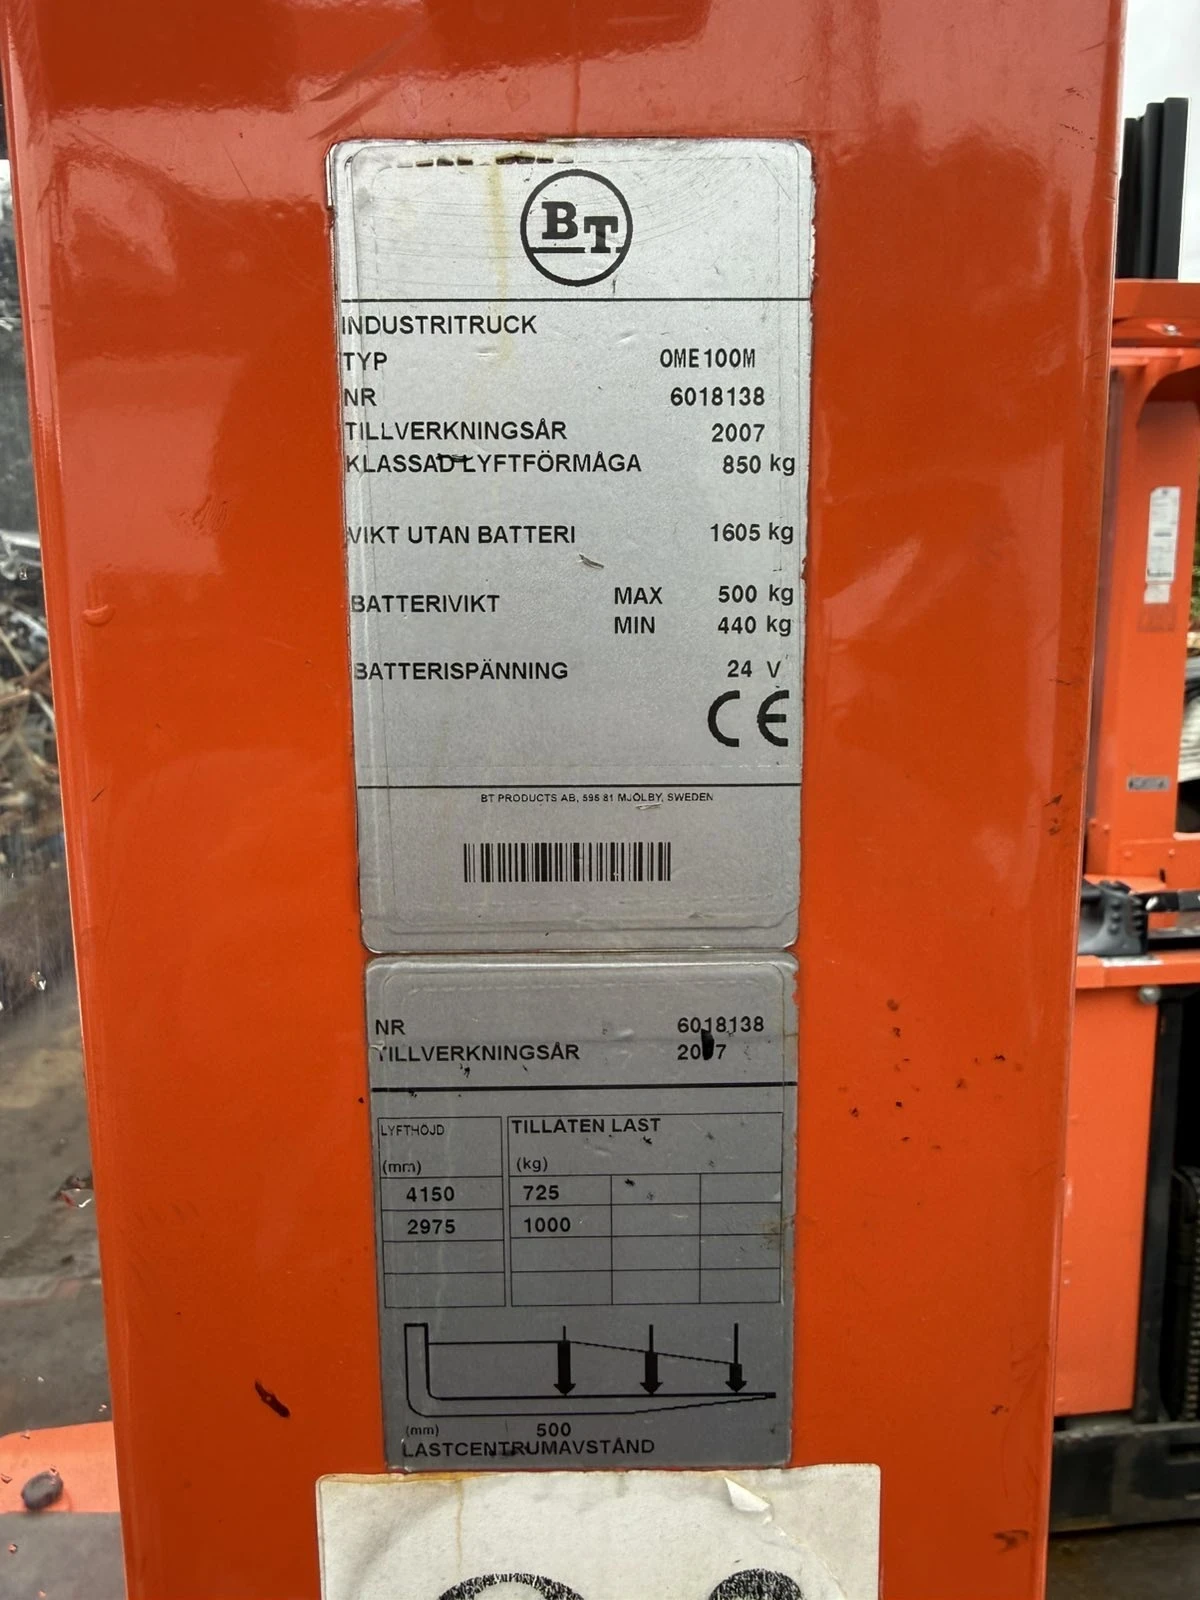 BT
INDUSTRITRUCK
TYP OME100M
NR 6018138
TILLVERKNINGSÅR 2007
KLASSAD LYFTFÖRMÅGA 850 kg
VIKT UTAN BATTERI 1605 kg
BATTERIVIKT MAX 500 kg
MIN 440 kg
BATTERISPÄNNING 24 V
CE
BT PRODUCTS AB, 595 81 MJÖLBY, SWEDEN
NR 6018138
TILLVERKNINGSÅR 2007
LYFTHÖJD TILLÅTEN LAST
(mm) (kg)
4150 725
2975 1000
(mm) 500
LASTCENTRUMAVSTÅND